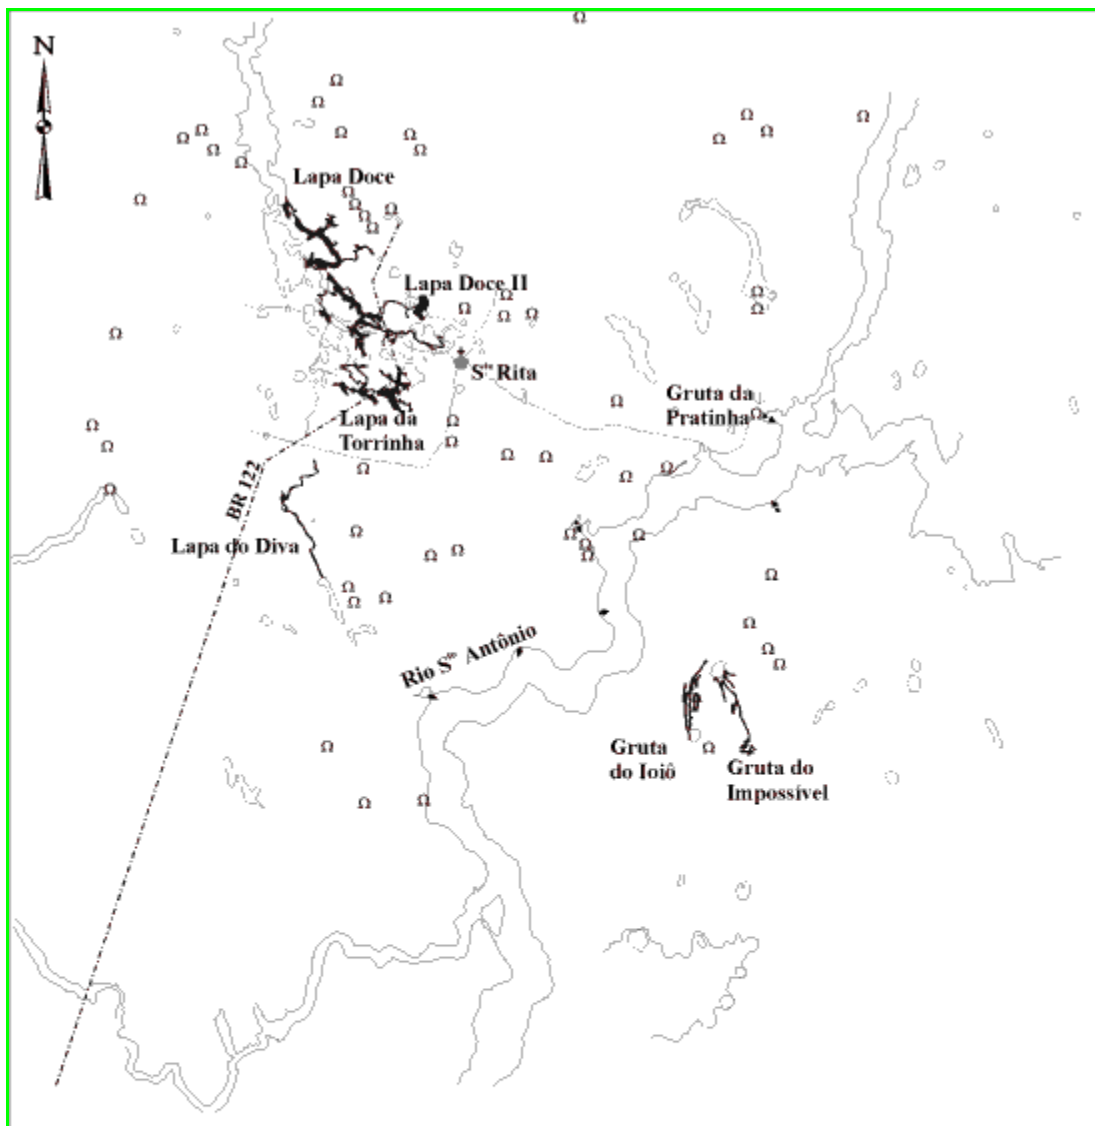 N
Lapa Doce
Lapa Doce II
Sta Rita
Gruta da
Pratinha
Lapa da
Torrinha
BR 122
Lapa do Diva
Rio Sto Antônio
Gruta
do Ioiô
Gruta do
Impossível